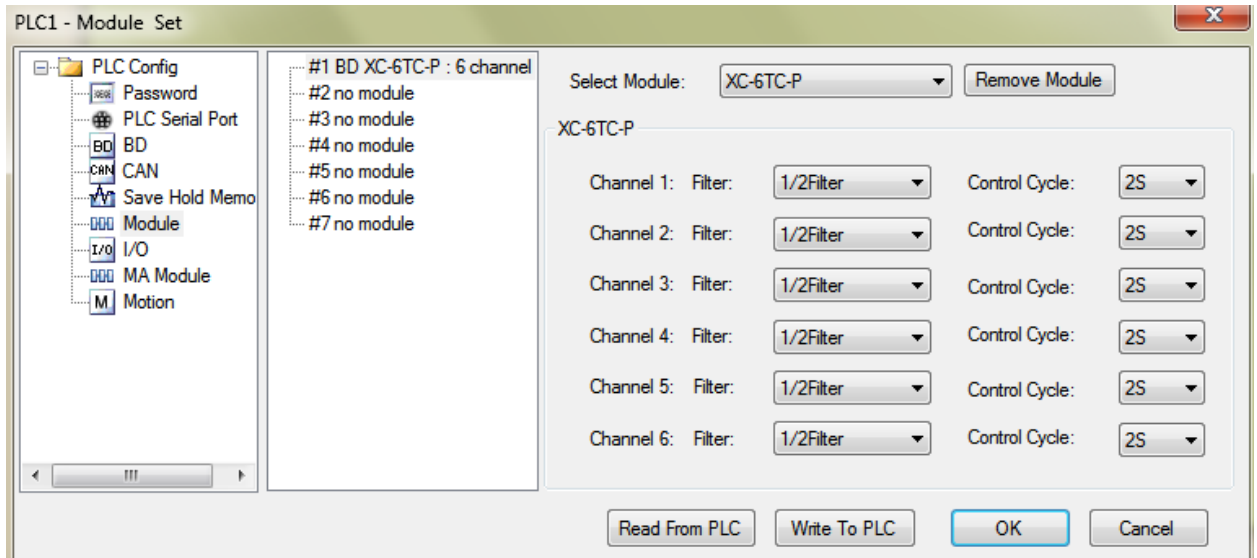 PLC1 - Module Set
X
PLC Config
Password
PLC Serial Port
BD BD
CAN CAN
Save Hold Memo
Module
I/O I/O
MA Module
M Motion
#1 BD XC-6TC-P : 6 channel
#2 no module
#3 no module
#4 no module
#5 no module
#6 no module
#7 no module
Select Module: XC-6TC-P Remove Module
XC-6TC-P
Channel 1: Filter: 1/2Filter Control Cycle: 2S
Channel 2: Filter: 1/2Filter Control Cycle: 2S
Channel 3: Filter: 1/2Filter Control Cycle: 2S
Channel 4: Filter: 1/2Filter Control Cycle: 2S
Channel 5: Filter: 1/2Filter Control Cycle: 2S
Channel 6: Filter: 1/2Filter Control Cycle: 2S
Read From PLC Write To PLC OK Cancel